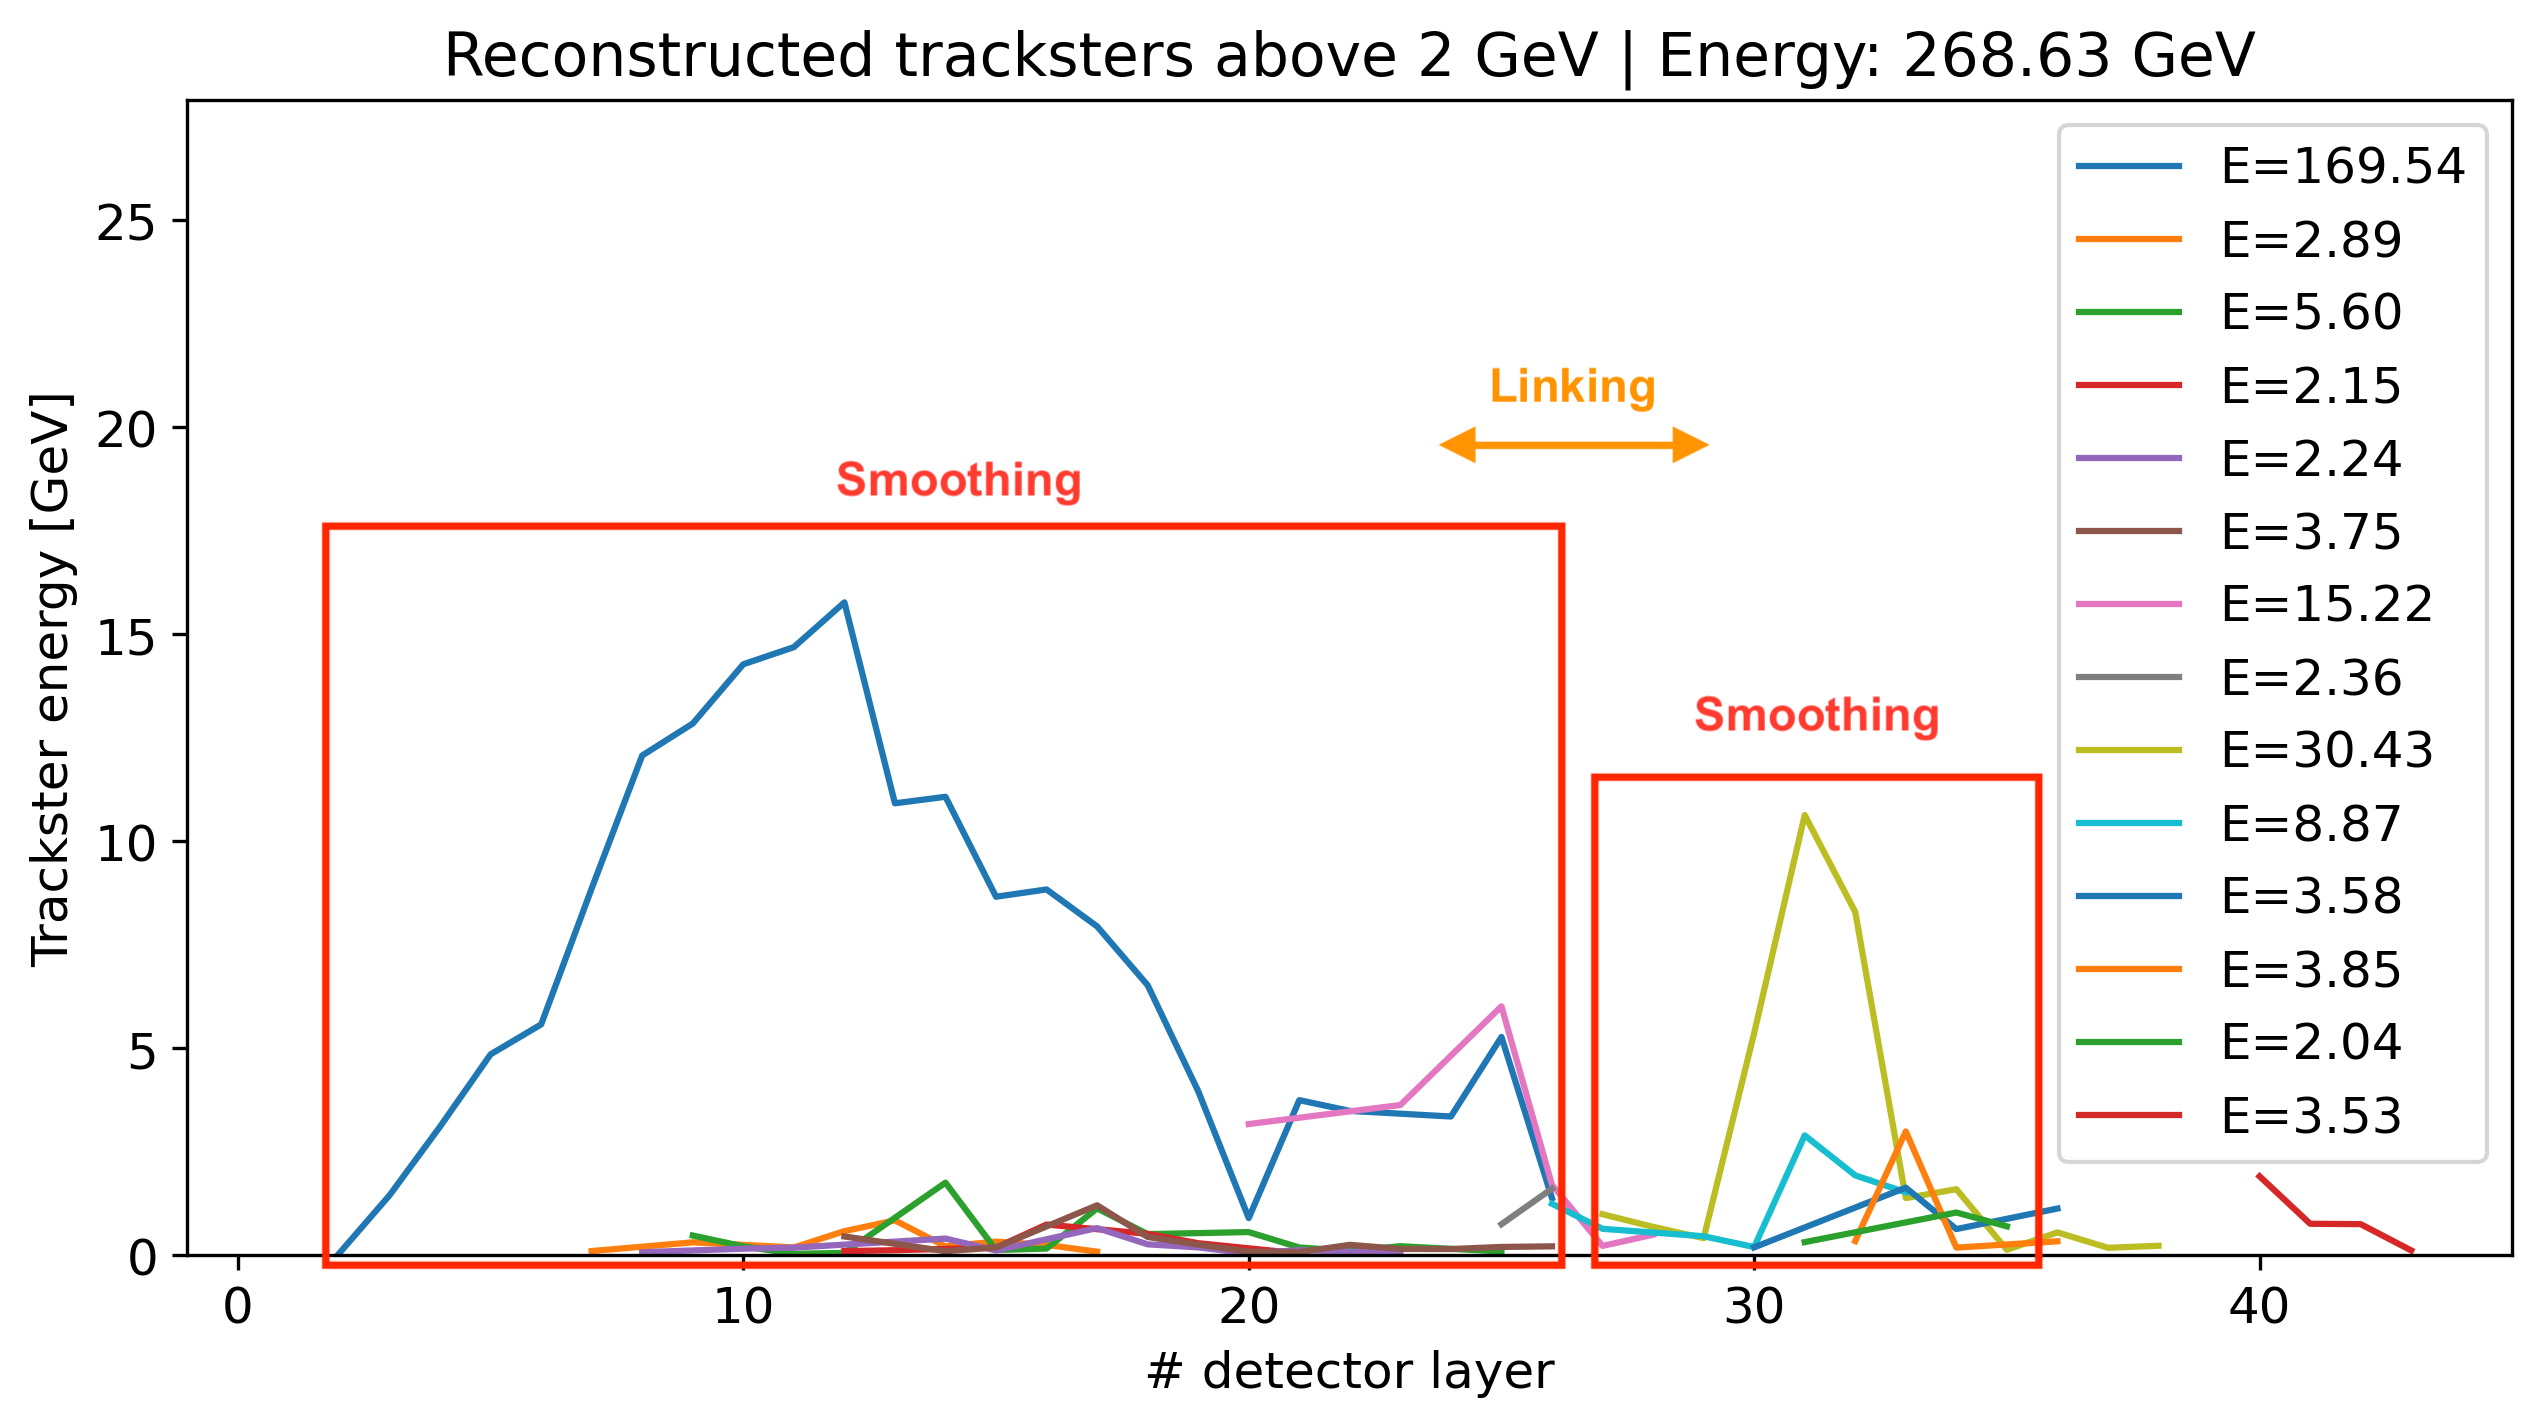 Reconstructed tracksters above 2 GeV | Energy: 268.63 GeV
Trackster energy [GeV]
25
20
15
10
5
0
Linking
Smoothing
Smoothing
E=169.54
E=2.89
E=5.60
E=2.15
E=2.24
E=3.75
E=15.22
E=2.36
E=30.43
E=8.87
E=3.58
E=3.85
E=2.04
E=3.53
0 10 20 30 40
# detector layer